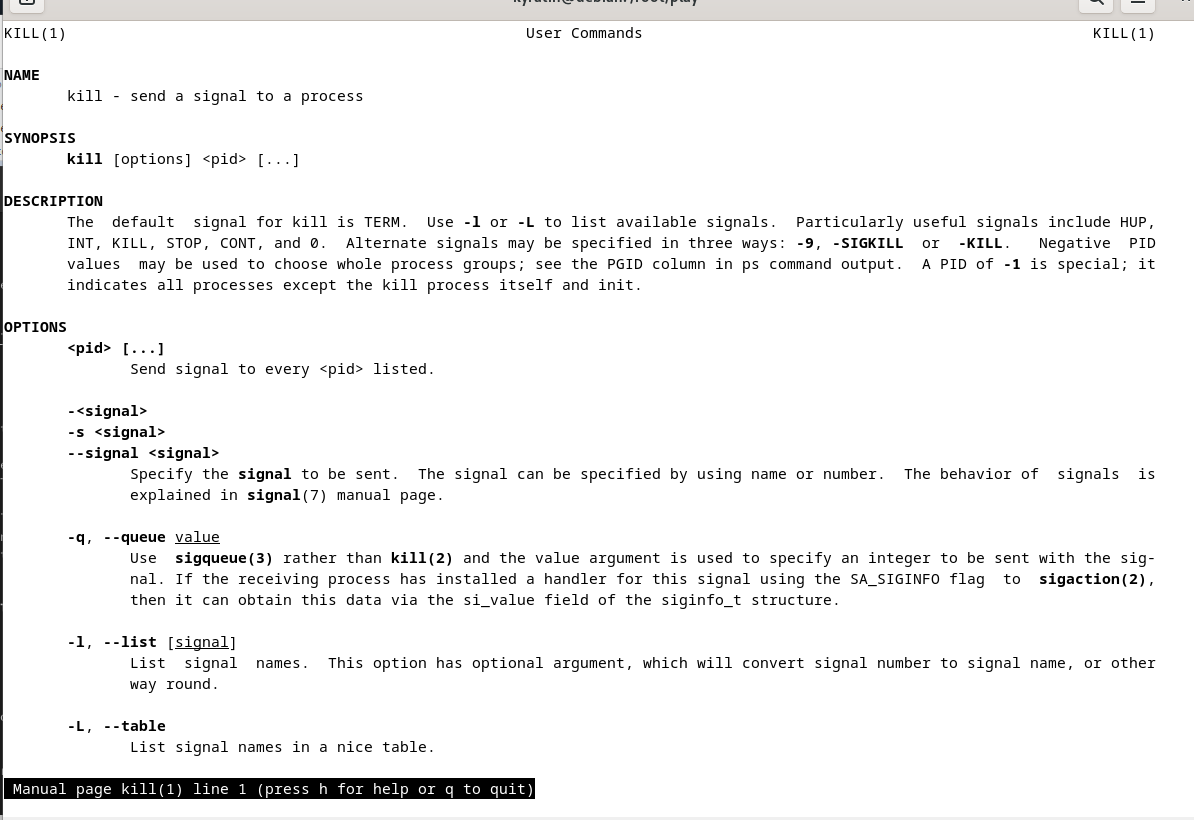 KILL(1) User Commands KILL(1)
NAME
kill - send a signal to a process
SYNOPSIS
kill [options] <pid> [...]
DESCRIPTION
The default signal for kill is TERM. Use -l or -L to list available signals. Particularly useful signals include HUP,
INT, KILL, STOP, CONT, and 0. Alternate signals may be specified in three ways: -9, -SIGKILL or -KILL. Negative PID
values may be used to choose whole process groups; see the PGID column in ps command output. A PID of -1 is special; it
indicates all processes except the kill process itself and init.
OPTIONS
<pid> [...]
Send signal to every <pid> listed.
-<signal>
-s <signal>
--signal <signal>
Specify the signal to be sent. The signal can be specified by using name or number. The behavior of signals is
explained in signal(7) manual page.
-q, --queue value
Use sigqueue(3) rather than kill(2) and the value argument is used to specify an integer to be sent with the sig-
nal. If the receiving process has installed a handler for this signal using the SA_SIGINFO flag to sigaction(2),
then it can obtain this data via the si_value field of the siginfo_t structure.
-l, --list [signal]
List signal names. This option has optional argument, which will convert signal number to signal name, or other
way round.
-L, --table
List signal names in a nice table.
Manual page kill(1) line 1 (press h for help or q to quit)